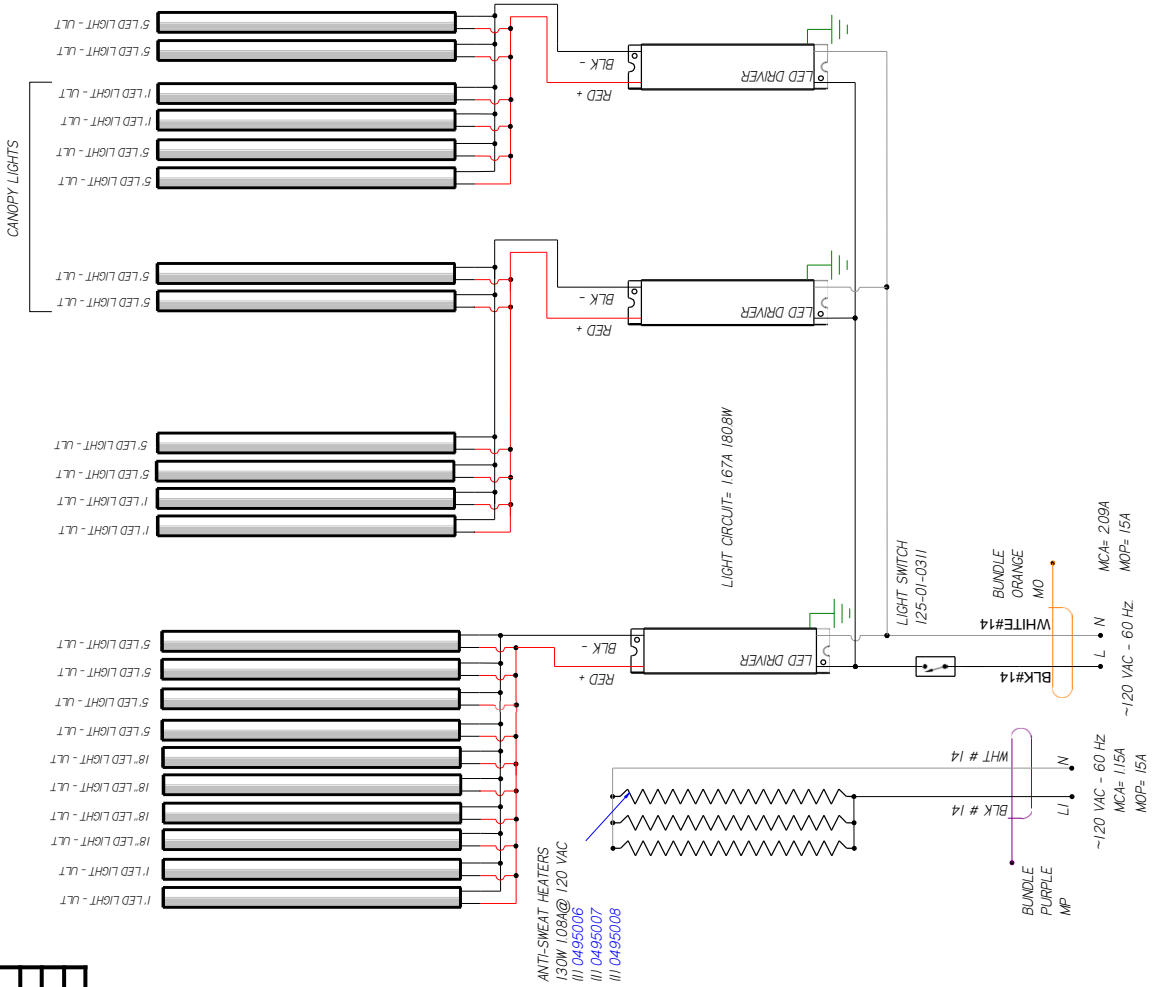 5' LED LIGHT - ULT
5' LED LIGHT - ULT
CANOPY LIGHTS
1' LED LIGHT - ULT
1' LED LIGHT - ULT
5' LED LIGHT - ULT
5' LED LIGHT - ULT
BLK -
RED +
LED DRIVER
5' LED LIGHT - ULT
5' LED LIGHT - ULT
BLK -
RED +
LED DRIVER
5' LED LIGHT - ULT
5' LED LIGHT - ULT
1' LED LIGHT - ULT
1' LED LIGHT - ULT
LIGHT CIRCUIT= 1.67A 180.8W
5' LED LIGHT - ULT
5' LED LIGHT - ULT
5' LED LIGHT - ULT
5' LED LIGHT - ULT
18" LED LIGHT - ULT
18" LED LIGHT - ULT
18" LED LIGHT - ULT
18" LED LIGHT - ULT
1' LED LIGHT - ULT
1' LED LIGHT - ULT
BLK -
RED +
LED DRIVER
LIGHT SWITCH
125-01-0311
BUNDLE
ORANGE
MO
WHITE#14
BLK#14
N
L
~120 VAC - 60 HZ.
MCA= 2.09A
MOP= 15A
WHT # 14
BLK # 14
N
L1
~120 VAC - 60 HZ
MCA= 1.15A
MOP= 15A
BUNDLE
PURPLE
MP
ANTI-SWEAT HEATERS
130W 1.08A@ 120 VAC
(1) 0495006
(1) 0495007
(1) 0495008